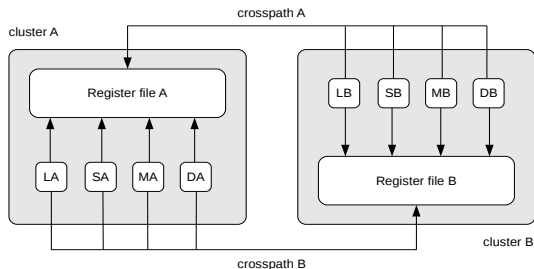 crosspath A
cluster A
Register file A
LB SB MB DB
LA SA MA DA
Register file B
cluster B
crosspath B